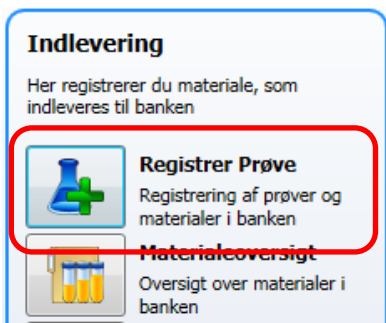 Indlevering
Her registrerer du materiale, som
indleveres til banken
Registrer Prøve
Registrering af prøver og
materialer i banken
Materialeoversigt
Oversigt over materialer i
banken